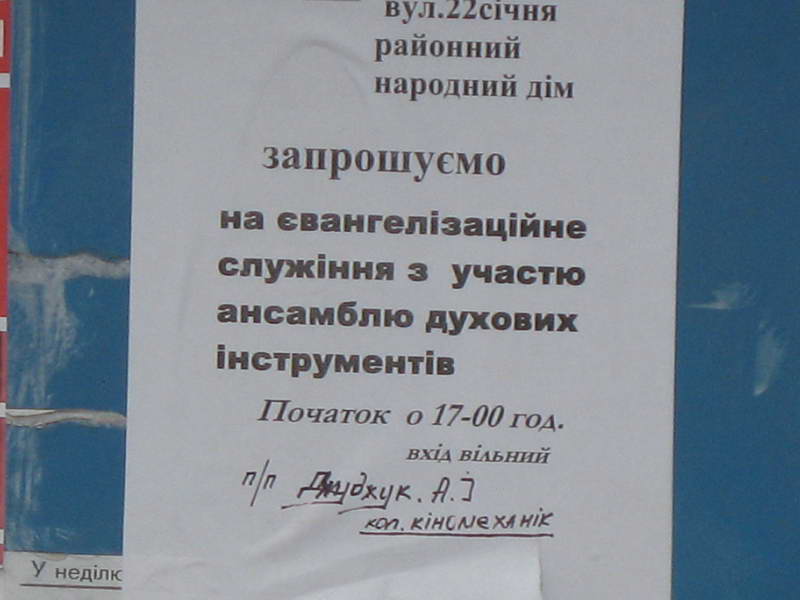 вул.22січня
районний
народний дім
запрошуємо
на євангелізаційне
служіння з участю
ансамблю духових
інструментів
Початок о 17-00 год.
вхід вільний
п/п А.І
кол. кіномеханік
У неділю